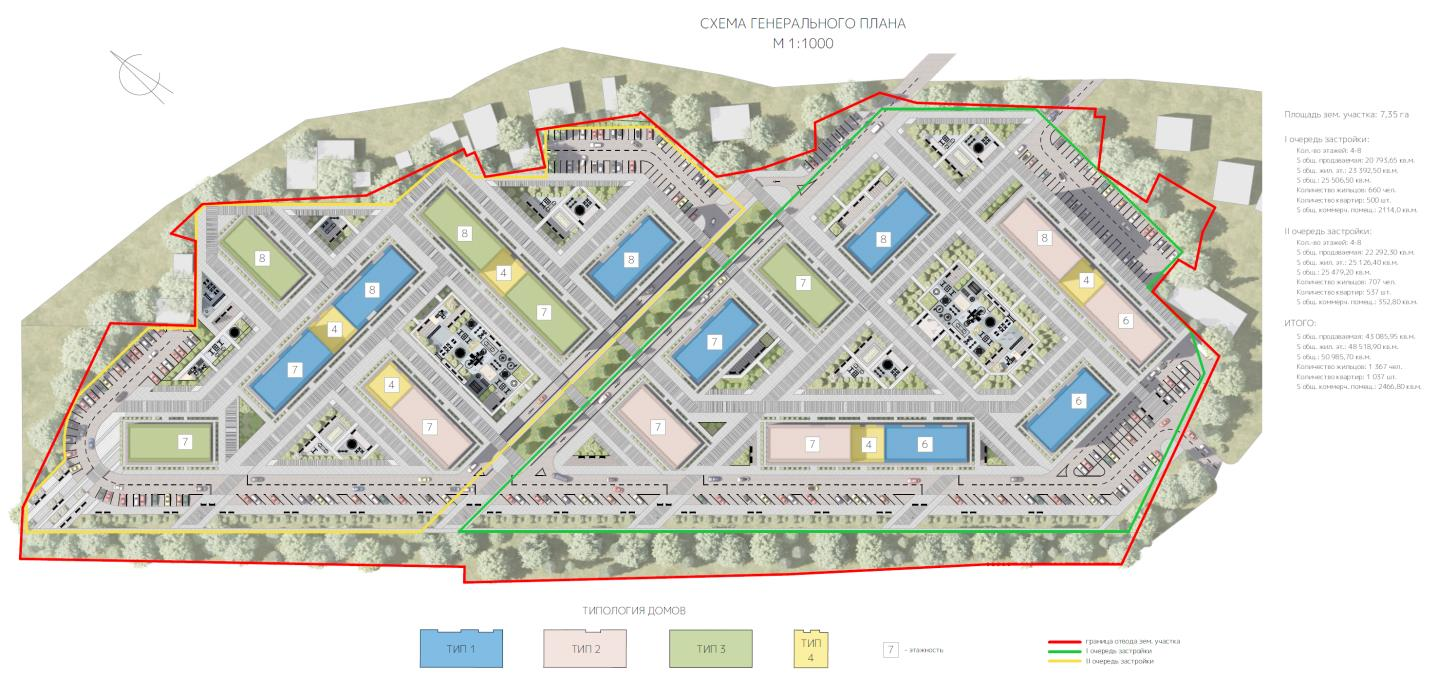 СХЕМА ГЕНЕРАЛЬНОГО ПЛАНА
М 1:1000
Площадь зем. участка: 7,35 га
I очередь застройки:
Кол.-во этажей: 4-8
S общ. продаваемая: 20 793,65 кв.м.
S общ. жил. эт.: 23 392,50 кв.м.
S общ.: 25 506,50 кв.м.
Количество жильцов: 660 чел.
Количество квартир: 500 шт.
S общ. коммерч. помещ.: 2114,0 кв.м.
II очередь застройки:
Кол.-во этажей: 4-8
S общ. продаваемая: 22 292,30 кв.м.
S общ. жил. эт.: 25 126,40 кв.м.
S общ.: 25 479,20 кв.м.
Количество жильцов: 707 чел.
Количество квартир: 537 шт.
S общ. коммерч. помещ.: 352,80 кв.м.
ИТОГО:
S общ. продаваемая: 43 085,95 кв.м.
S общ. жил. эт.: 48 518,90 кв.м.
S общ.: 50 985,70 кв.м.
Количество жильцов: 1 367 чел.
Количество квартир: 1 037 шт.
S общ. коммерч. помещ.: 2466,80 кв.м.
8
8
8
8
8
8
4
7
4
8
7
4
7
6
4
7
7
6
4
7
7
7
7
4
6
ТИПОЛОГИЯ ДОМОВ
ТИП 1
ТИП 2
ТИП 3
ТИП
4
7 - этажность
граница отвода зем. участка
I очередь застройки
II очередь застройки